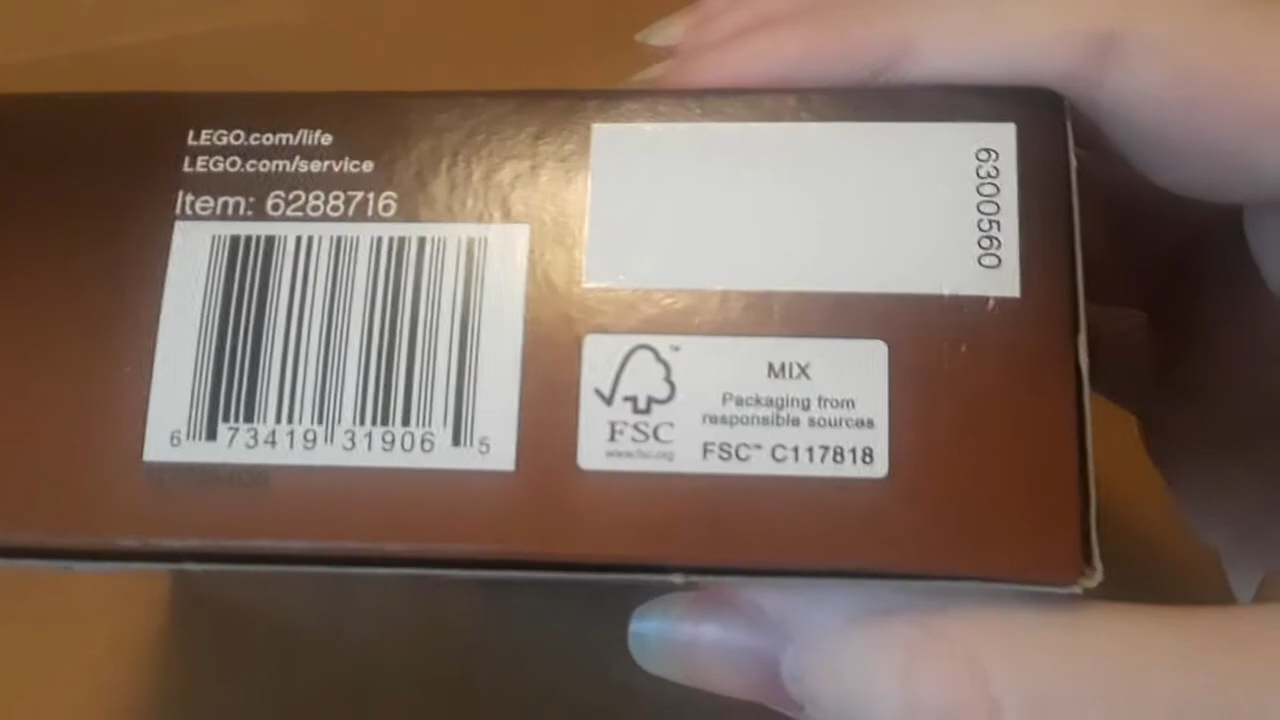 LEGO.com/life
LEGO.com/service
Item: 6288716
6 73419 31906 5
6300560
™
FSC
www.fsc.org
MIX
Packaging from
responsible sources
FSC™ C117818